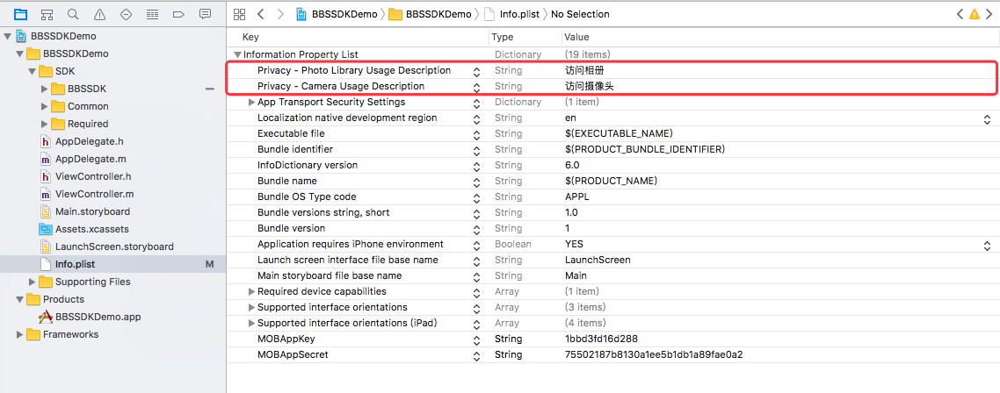 BBSSDKDemo BBSSDKDemo Info.plist No Selection
BBSSDKDemo
BBSSDKDemo
SDK
BBSSDK
Common
Required
AppDelegate.h
AppDelegate.m
ViewController.h
ViewController.m
Main.storyboard
Assets.xcassets
LaunchScreen.storyboard
Info.plist M
Supporting Files
Products
BBSSDKDemo.app
Frameworks
Key Type Value
Information Property List Dictionary (19 items)
Privacy - Photo Library Usage Description String 访问相册
Privacy - Camera Usage Description String 访问摄像头
App Transport Security Settings Dictionary (1 item)
Localization native development region String en
Executable file String $(EXECUTABLE_NAME)
Bundle identifier String $(PRODUCT_BUNDLE_IDENTIFIER)
InfoDictionary version String 6.0
Bundle name String $(PRODUCT_NAME)
Bundle OS Type code String APPL
Bundle versions string, short String 1.0
Bundle version String 1
Application requires iPhone environment Boolean YES
Launch screen interface file base name String LaunchScreen
Main storyboard file base name String Main
Required device capabilities Array (1 item)
Supported interface orientations Array (3 items)
Supported interface orientations (iPad) Array (4 items)
MOBAppKey String 1bbd3fd16d288
MOBAppSecret String 75502187b8130a1ee5b1db1a89fae0a2